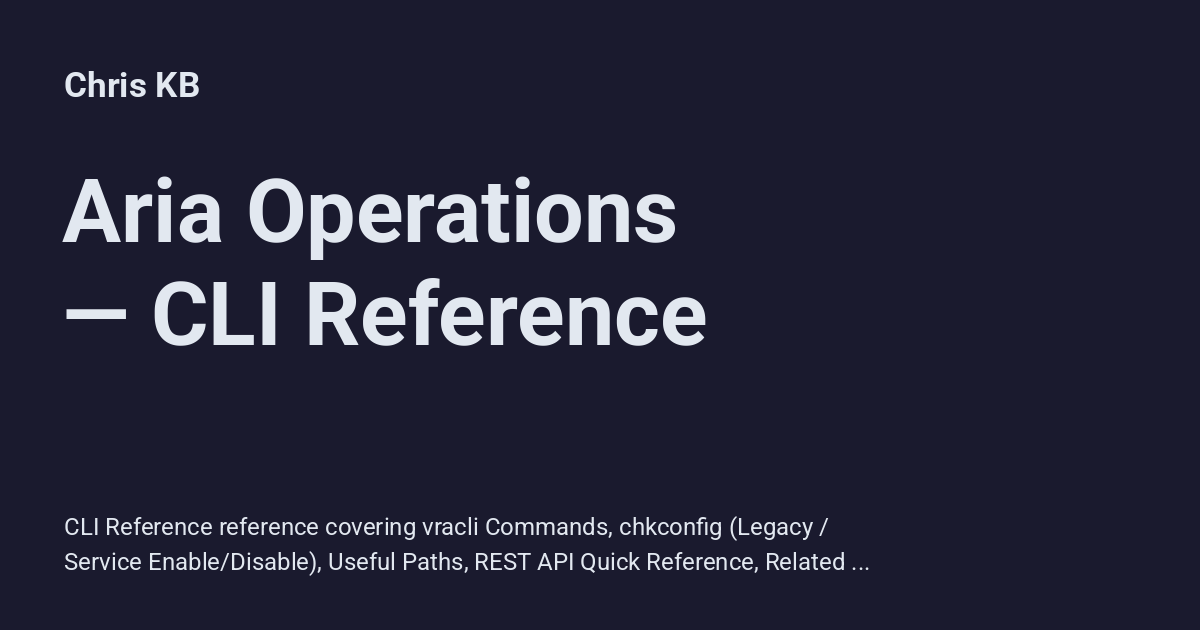 Chris KB
Aria Operations
— CLI Reference
CLI Reference reference covering vracli Commands, chkconfig (Legacy /
Service Enable/Disable), Useful Paths, REST API Quick Reference, Related ...